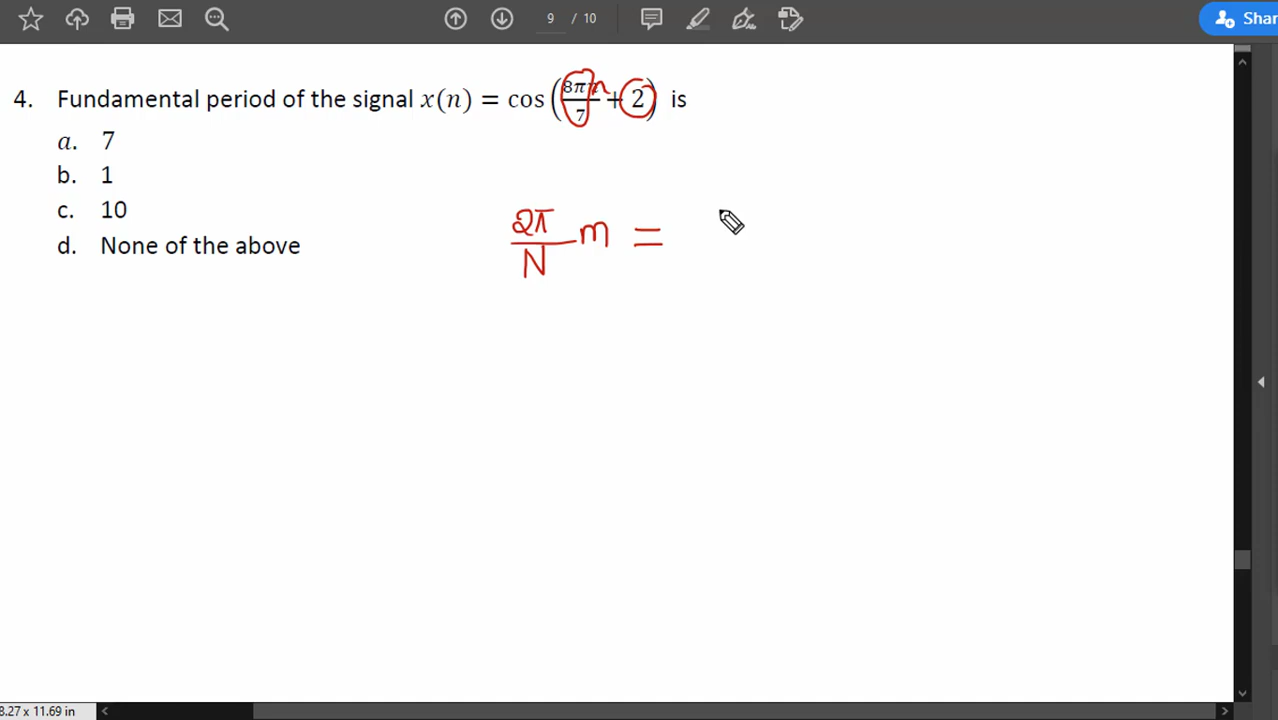 9 / 10
Shar
4. Fundamental period of the signal x(n) = cos(8πn/7 + 2) is
n
a. 7
b. 1
c. 10
d. None of the above
2π/N m =
8.27 x 11.69 in